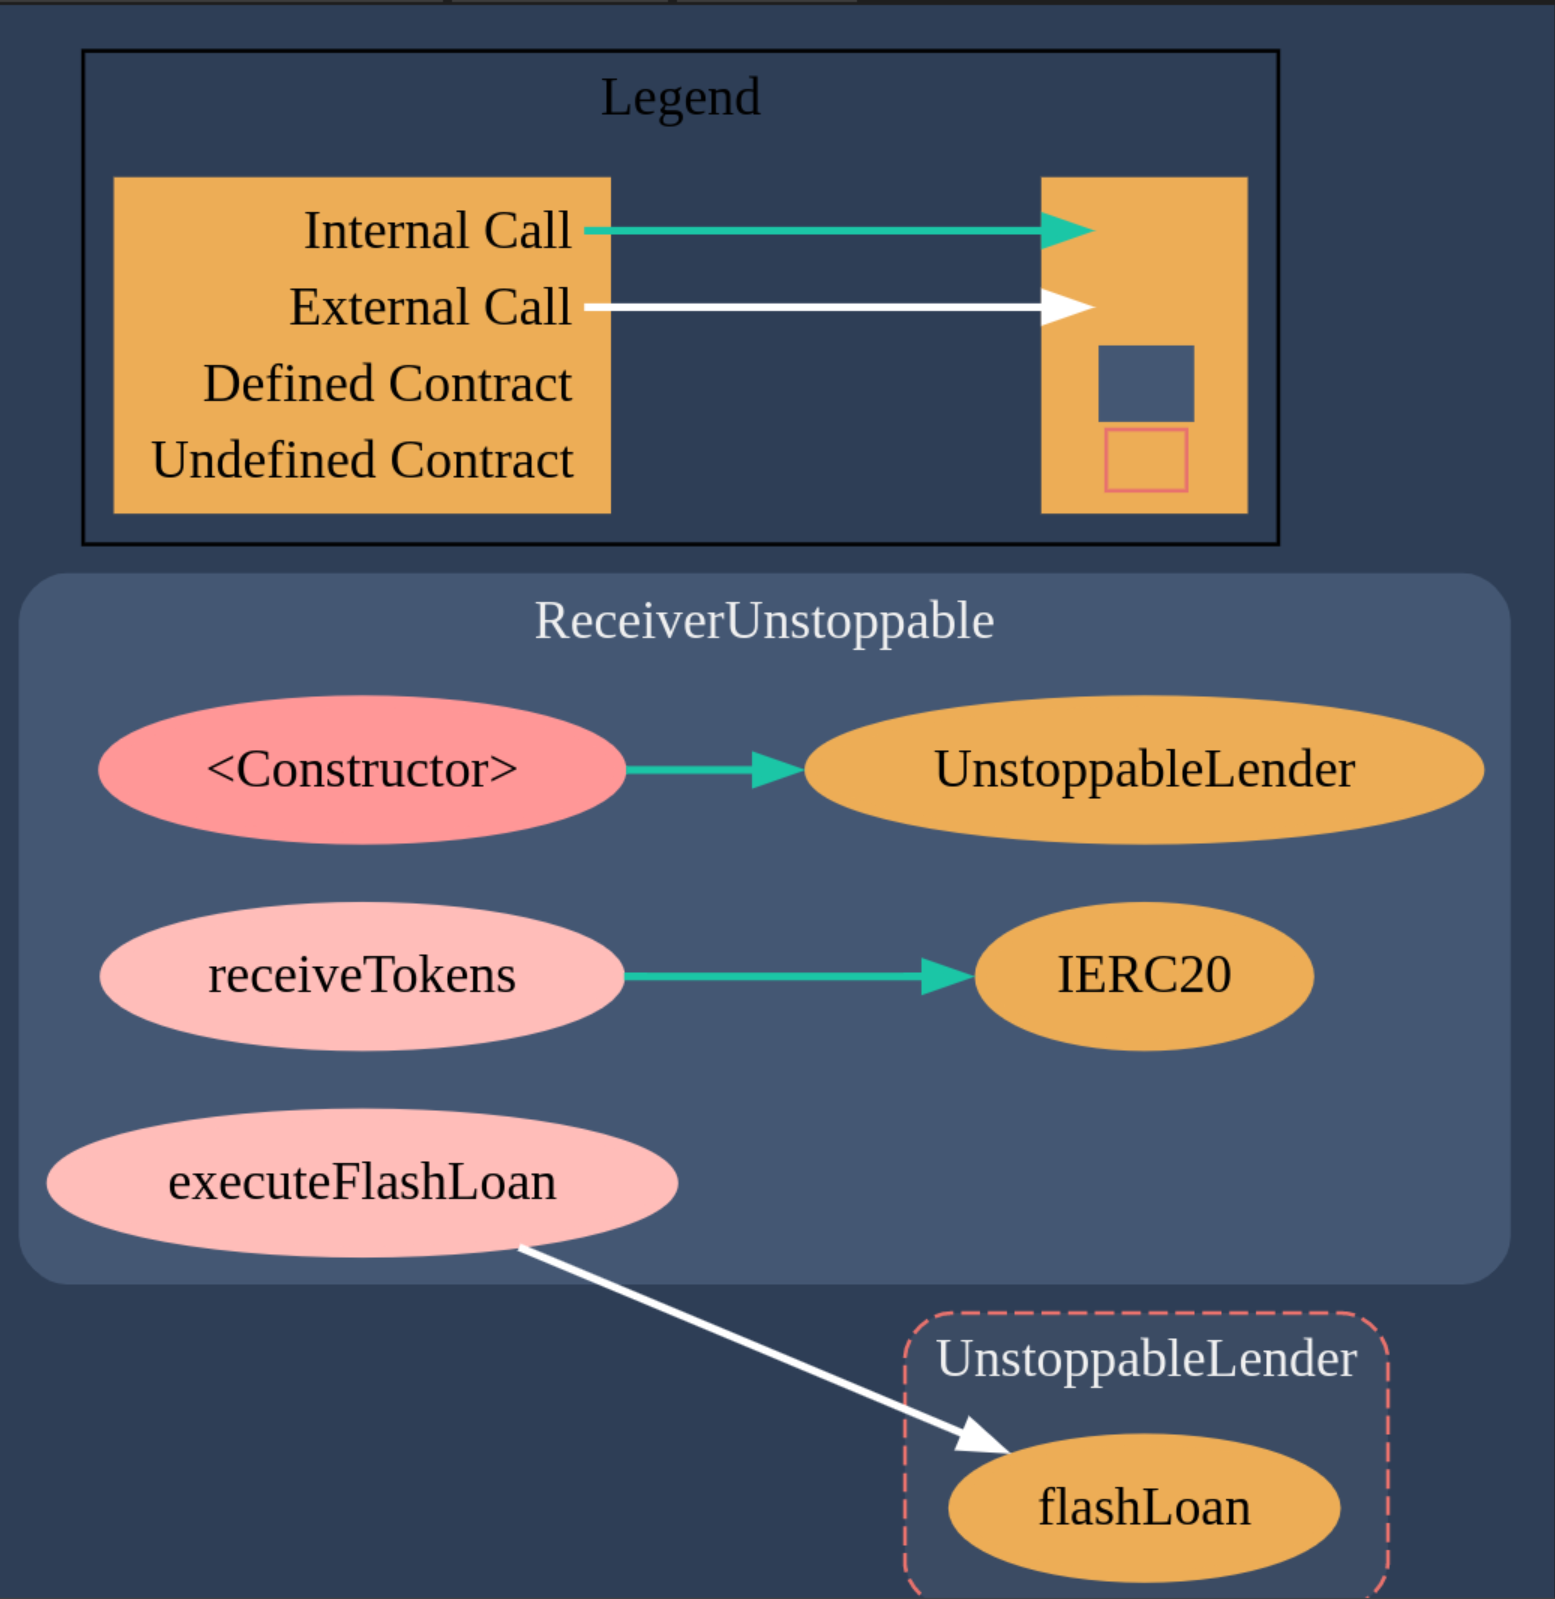 Legend
Internal Call
External Call
Defined Contract
Undefined Contract
ReceiverUnstoppable
<Constructor>
UnstoppableLender
receiveTokens
IERC20
executeFlashLoan
UnstoppableLender
flashLoan